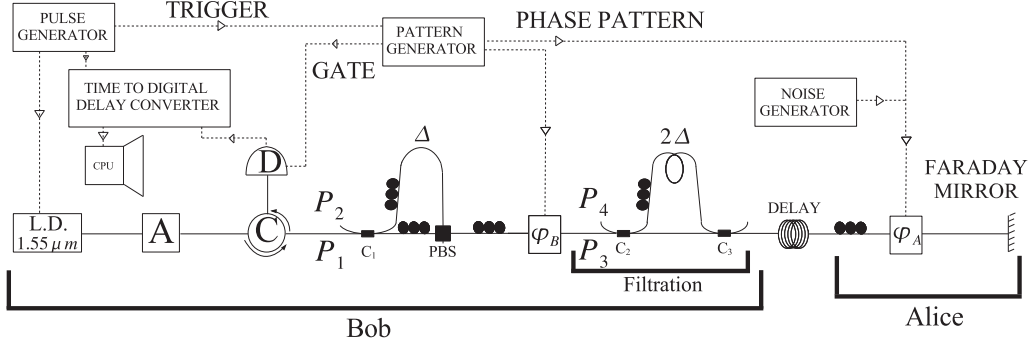 PULSE
GENERATOR
TRIGGER
PATTERN
GENERATOR
PHASE PATTERN
GATE
TIME TO DIGITAL
DELAY CONVERTER
NOISE
GENERATOR
CPU
D
Δ
2Δ
FARADAY
MIRROR
L.D.
1.55 μm
A
C
P2
P1
C1
PBS
φB
P4
P3
C2
C3
DELAY
φA
Filtration
Bob
Alice